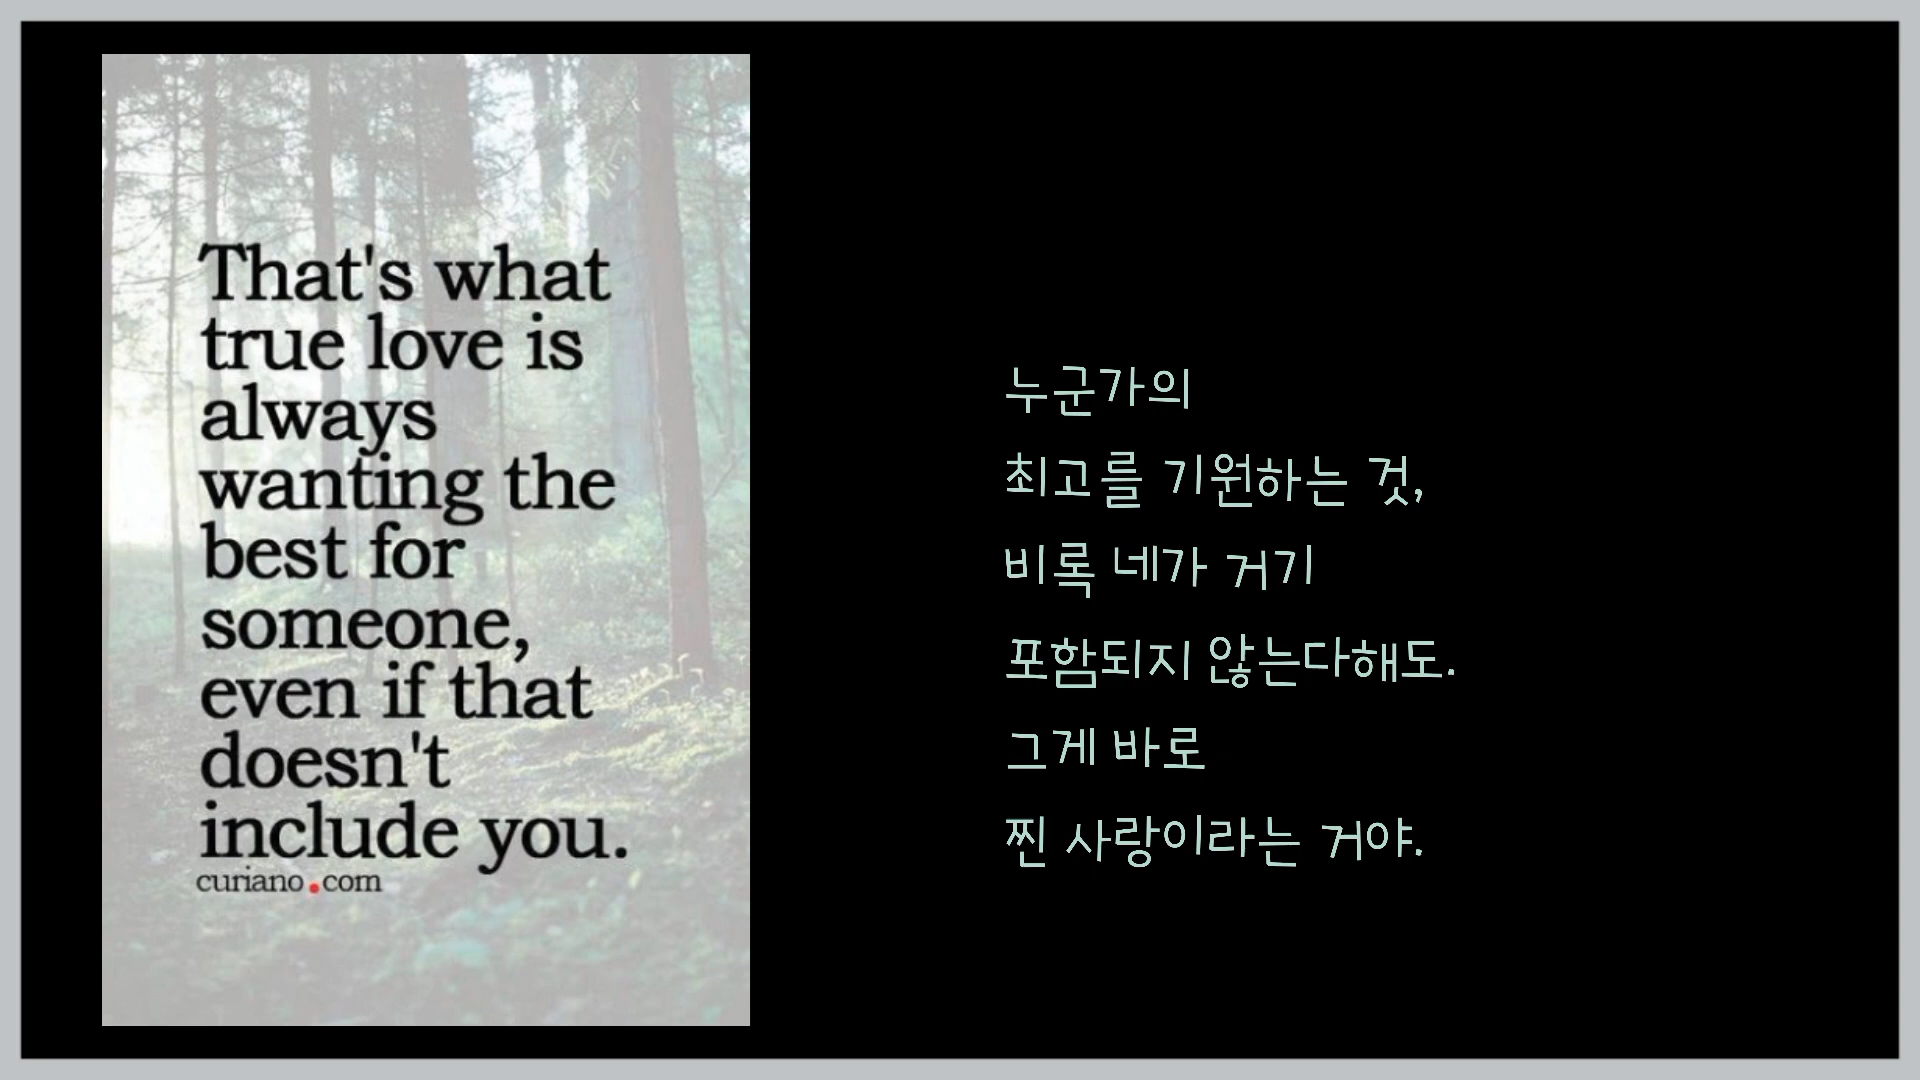 That's what
true love is
always
wanting the
best for
someone,
even if that
doesn't
include you.
curiano.com
누군가의
최고를 기원하는 것,
비록 네가 거기
포함되지 않는다해도.
그게 바로
찐 사랑이라는 거야.